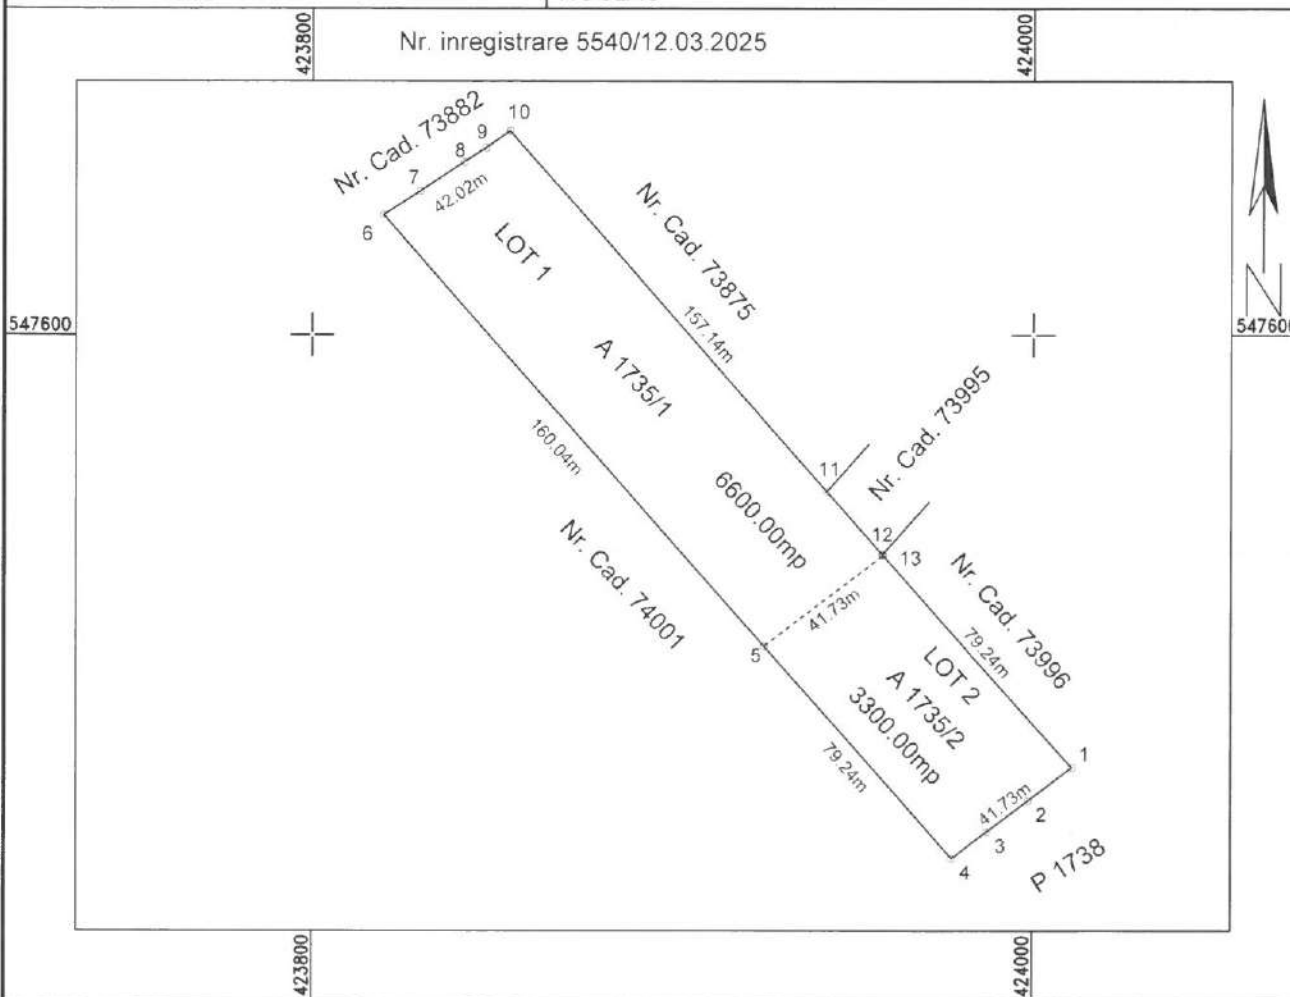 423800
424000
Nr. inregistrare 5540/12.03.2025
Nr. Cad. 73882
10
9
8
7
6
42.02m
LOT 1
Nr. Cad. 73875
N
547600
547600
157.14m
A 1735/1
160.04m
Nr. Cad. 73995
11
6600.00mp
12
13
Nr. Cad. 74001
Nr. Cad. 73996
41.73m
5
79.24m
LOT 2
A 1735/2
3300.00mp
79.24m
1
41.73m
2
3
4
P 1738
423800
424000